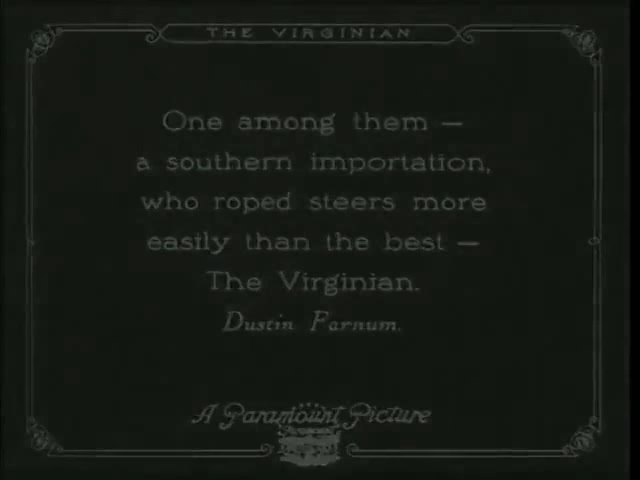 THE VIRGINIAN
One among them —
a southern importation,
who roped steers more
easily than the best —
The Virginian.
Dustin Farnum.
A Paramount Picture